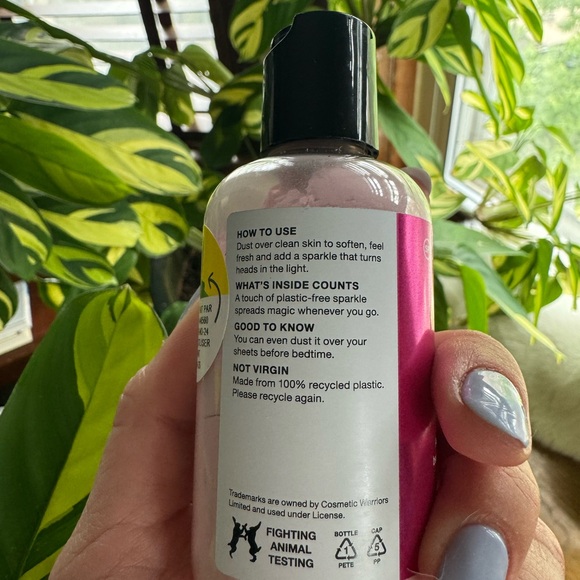 HOW TO USE
Dust over clean skin to soften, feel
fresh and add a sparkle that turns
heads in the light.
WHAT'S INSIDE COUNTS
A touch of plastic-free sparkle
spreads magic whenever you go.
GOOD TO KNOW
You can even dust it over your
sheets before bedtime.
NOT VIRGIN
Made from 100% recycled plastic.
Please recycle again.
Trademarks are owned by Cosmetic Warriors
Limited and used under License.
FIGHTING
ANIMAL
TESTING
BOTTLE
1
PETE
CAP
5
PP
PAR